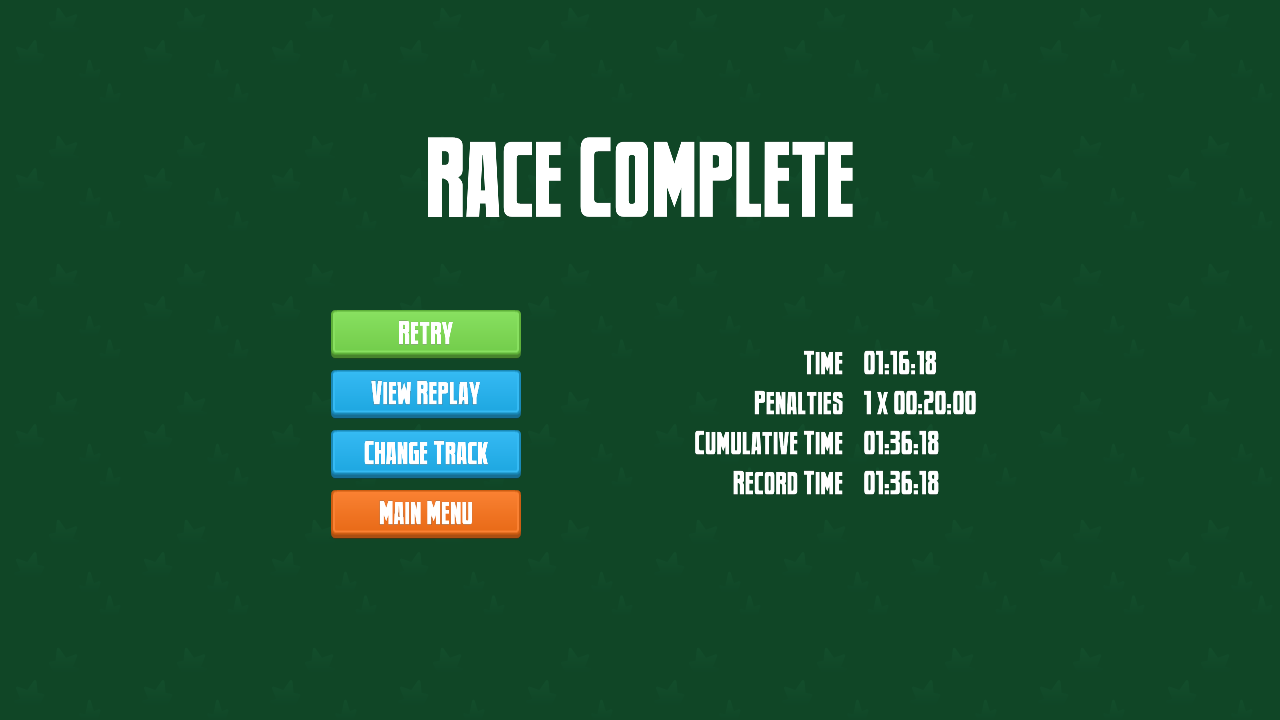 RACE COMPLETE
RETRY
VIEW REPLAY
CHANGE TRACK
MAIN MENU
TIME 01:16:18
PENALTIES 1 X 00:20:00
CUMULATIVE TIME 01:36:18
RECORD TIME 01:36:18